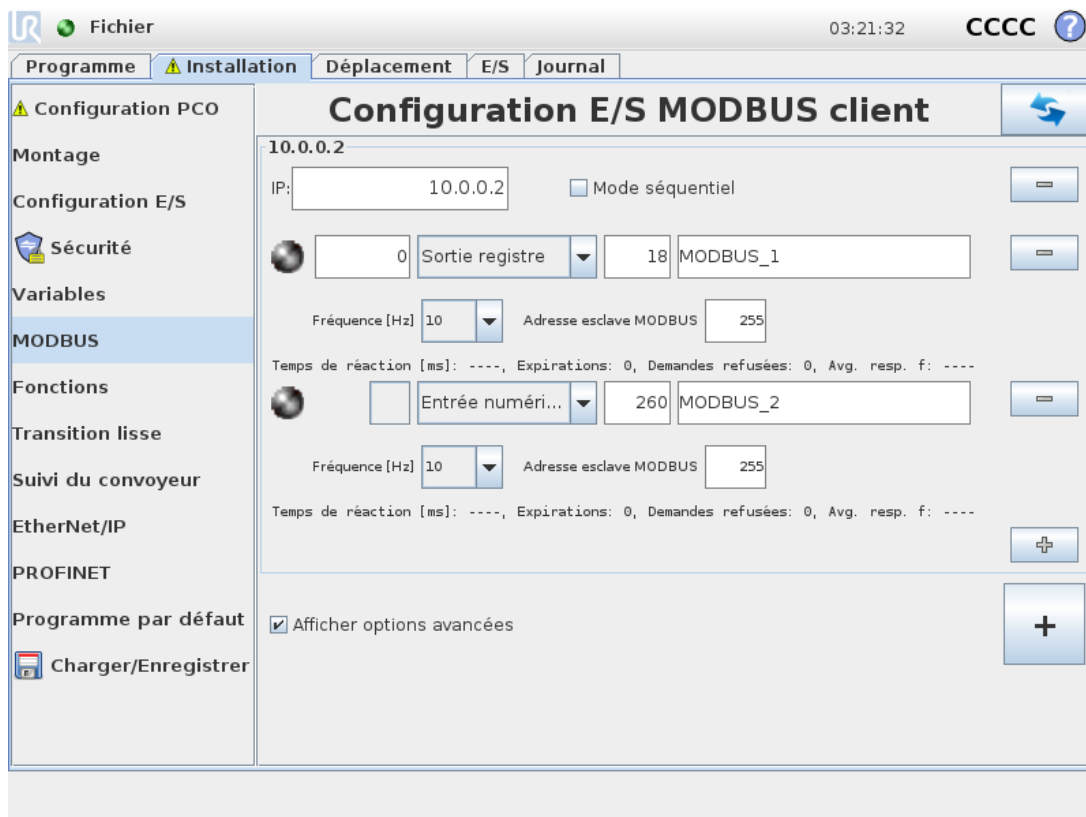 UR Fichier 03:21:32 CCCC ?
Programme Installation Déplacement E/S Journal
Configuration PCO
Montage
Configuration E/S
Sécurité
Variables
MODBUS
Fonctions
Transition lisse
Suivi du convoyeur
EtherNet/IP
PROFINET
Programme par défaut
Charger/Enregistrer
Configuration E/S MODBUS client
10.0.0.2
IP: 10.0.0.2 Mode séquentiel
0 Sortie registre 18 MODBUS_1
Fréquence [Hz] 10 Adresse esclave MODBUS 255
Temps de réaction [ms]: ----, Expirations: 0, Demandes refusées: 0, Avg. resp. f: ----
Entrée numéri... 260 MODBUS_2
Fréquence [Hz] 10 Adresse esclave MODBUS 255
Temps de réaction [ms]: ----, Expirations: 0, Demandes refusées: 0, Avg. resp. f: ----
Afficher options avancées